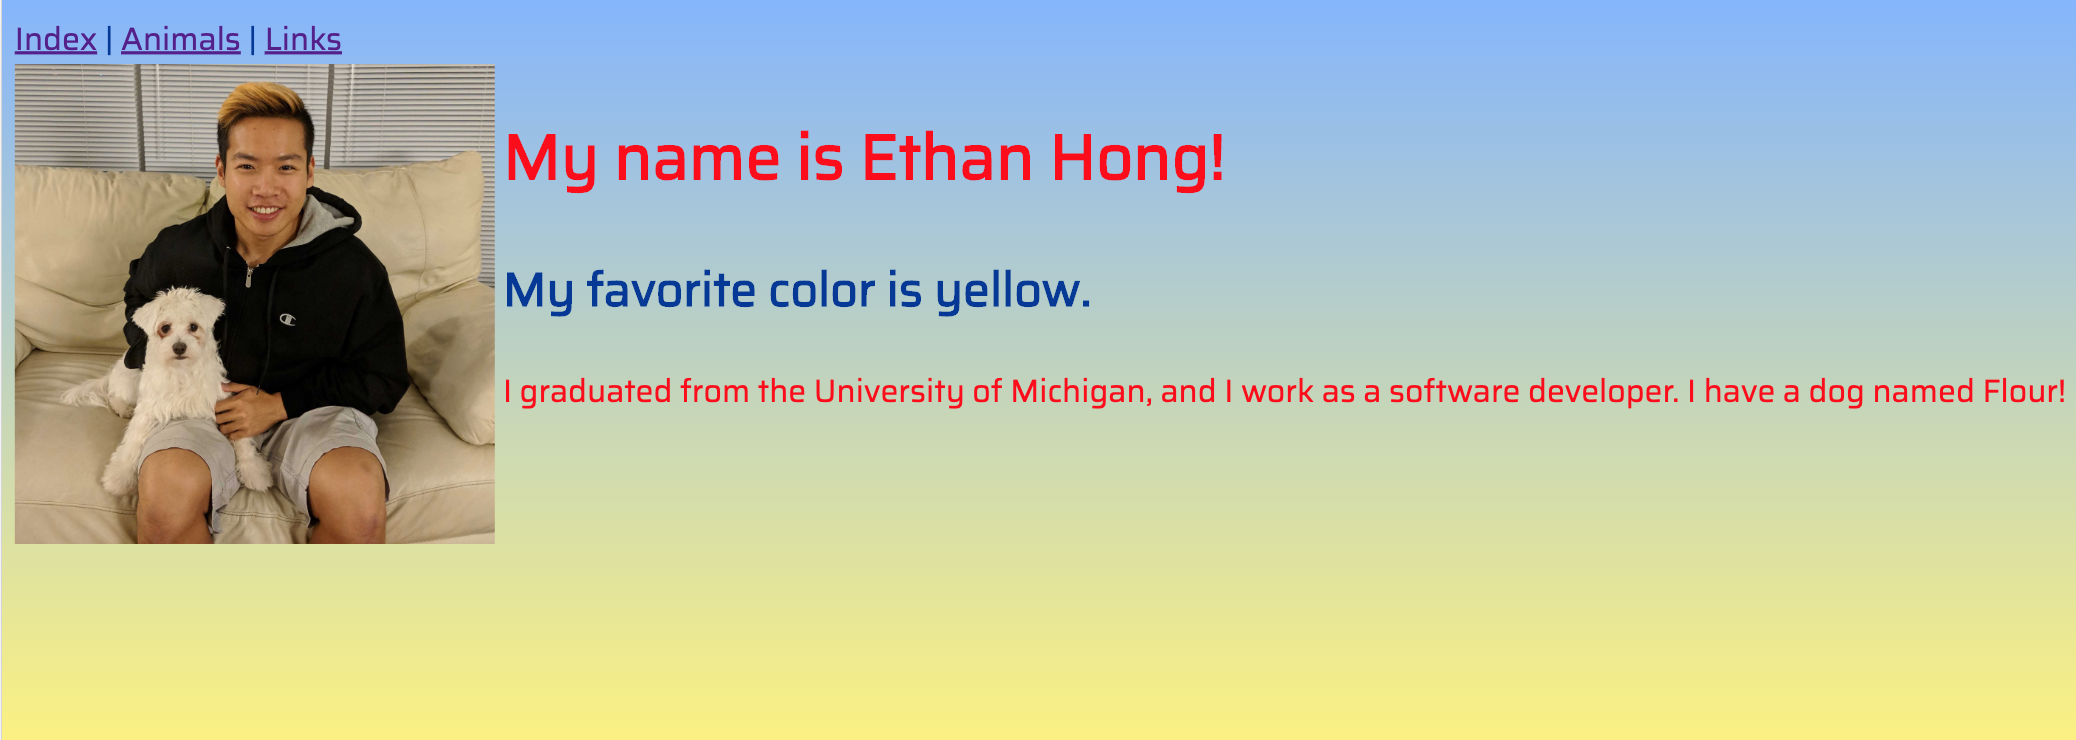 Index | Animals | Links
My name is Ethan Hong!
My favorite color is yellow.
I graduated from the University of Michigan, and I work as a software developer. I have a dog named Flour!